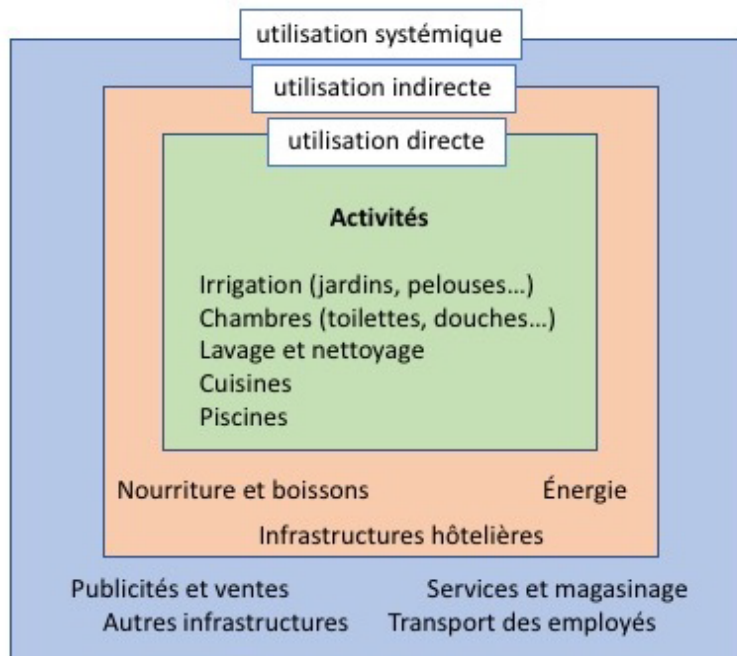 utilisation systémique
utilisation indirecte
utilisation directe
Activités
Irrigation (jardins, pelouses…)
Chambres (toilettes, douches…)
Lavage et nettoyage
Cuisines
Piscines
Nourriture et boissons Énergie
Infrastructures hôtelières
Publicités et ventes Services et magasinage
Autres infrastructures Transport des employés